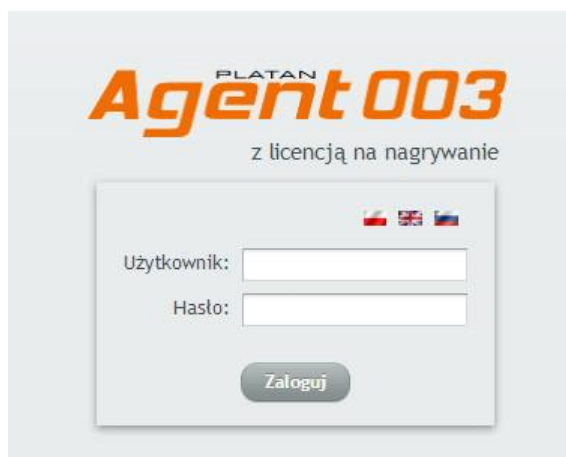 PLATAN
Agent 003
z licencją na nagrywanie
Użytkownik:
Hasło:
Zaloguj